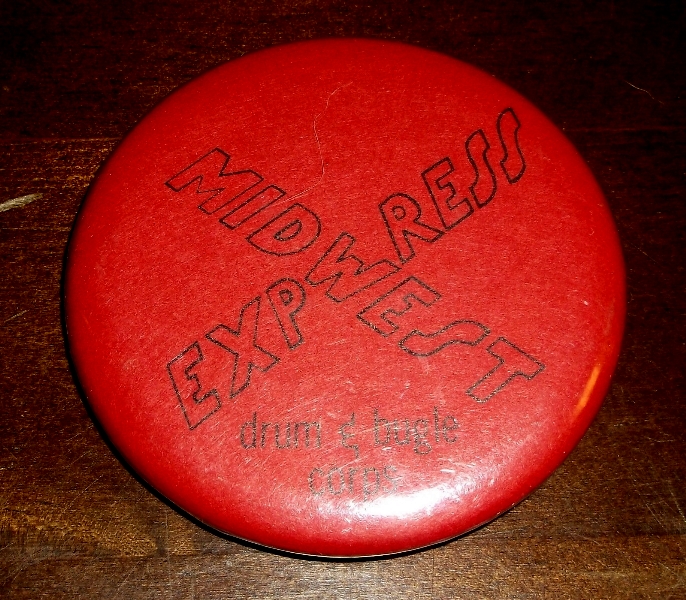 MIDWEST
EXPRESS
drum & bugle
corps